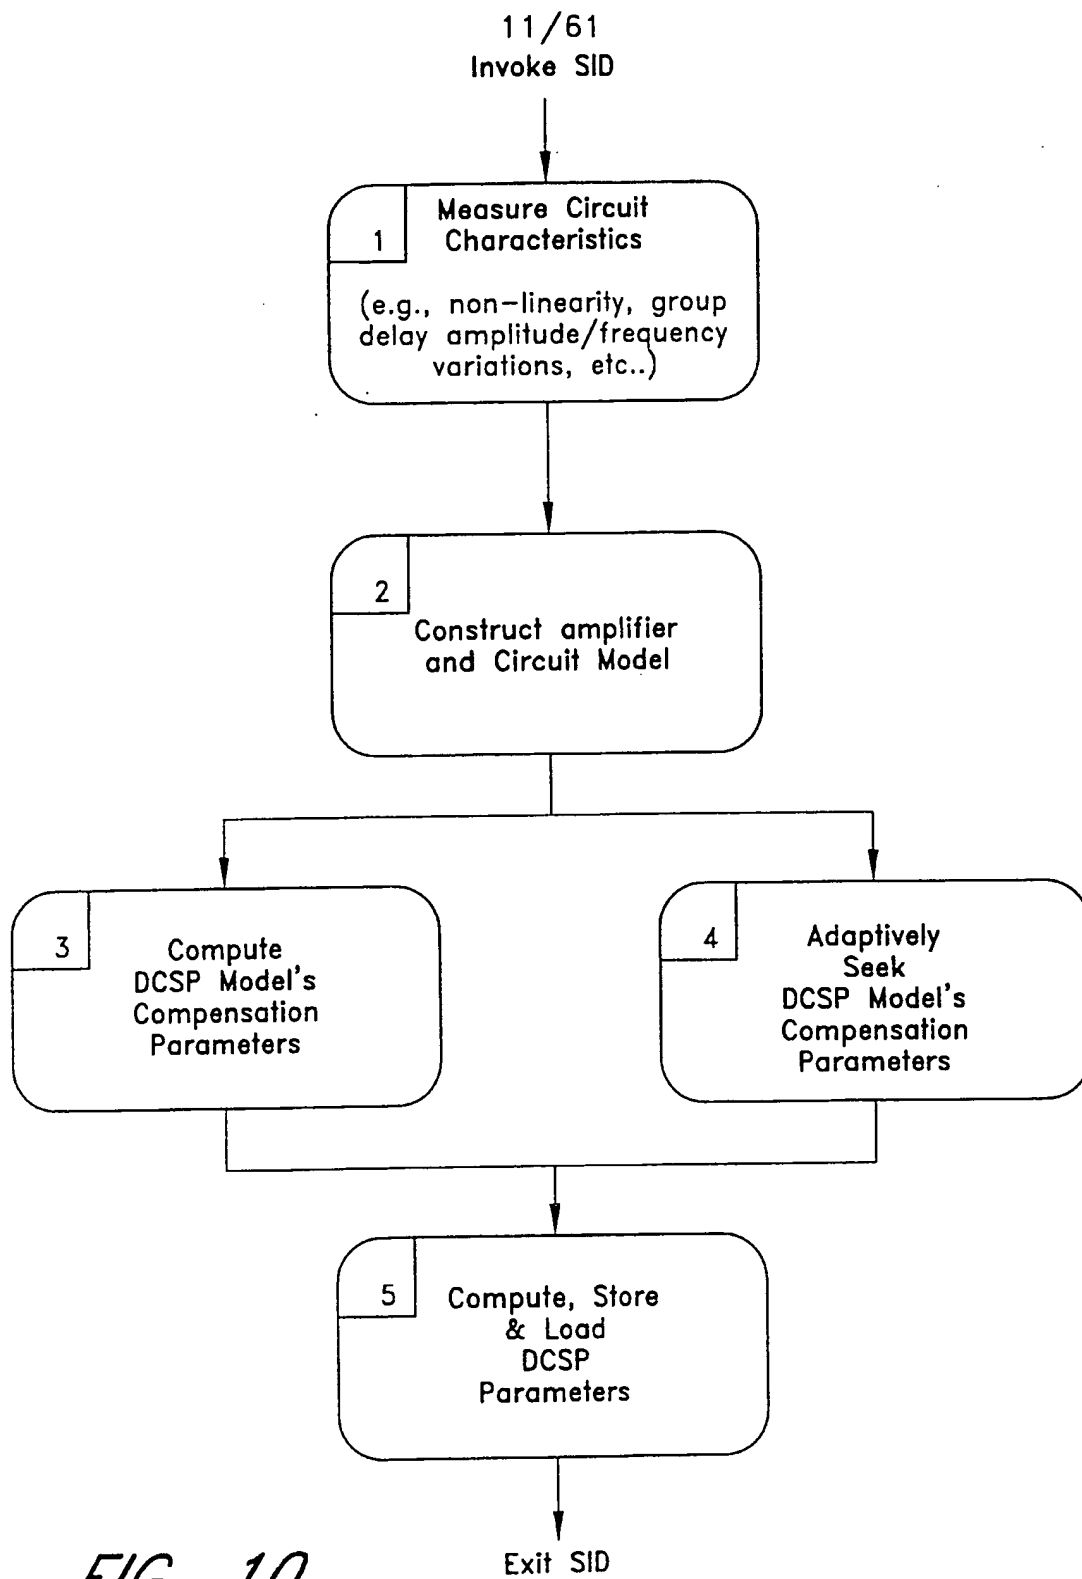 11/61
Invoke SID
1
Measure Circuit
Characteristics
(e.g., non-linearity, group
delay amplitude/frequency
variations, etc..)
2
Construct amplifier
and Circuit Model
3
Compute
DCSP Model's
Compensation
Parameters
4
Adaptively
Seek
DCSP Model's
Compensation
Parameters
5
Compute, Store
& Load
DCSP
Parameters
Exit SID
FIG. 10